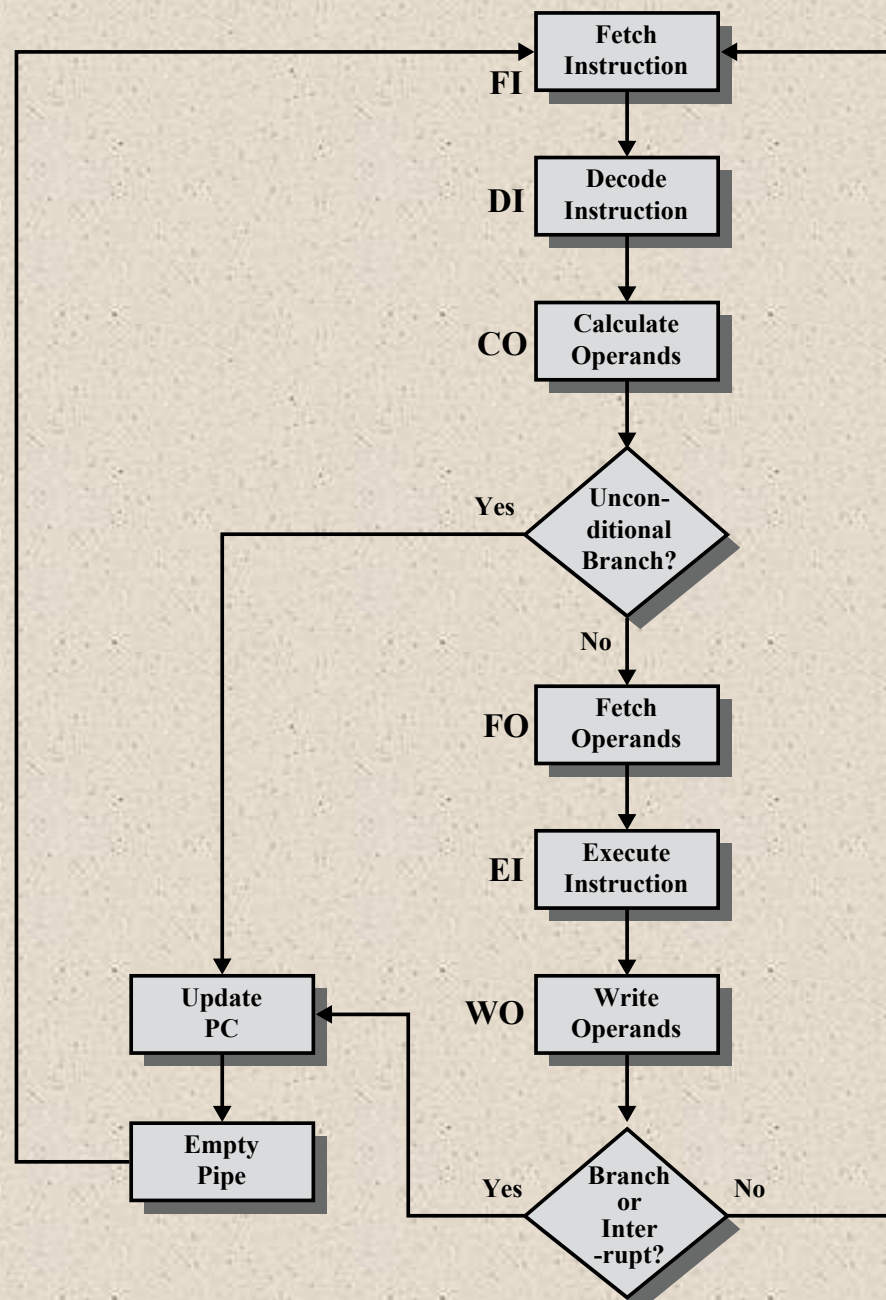 Fetch
Instruction
FI
Decode
Instruction
DI
Calculate
Operands
CO
Uncon-
ditional
Branch?
Yes
No
Fetch
Operands
FO
Execute
Instruction
EI
Update
PC
Write
Operands
WO
Empty
Pipe
Yes
Branch
or
Inter
-rupt?
No